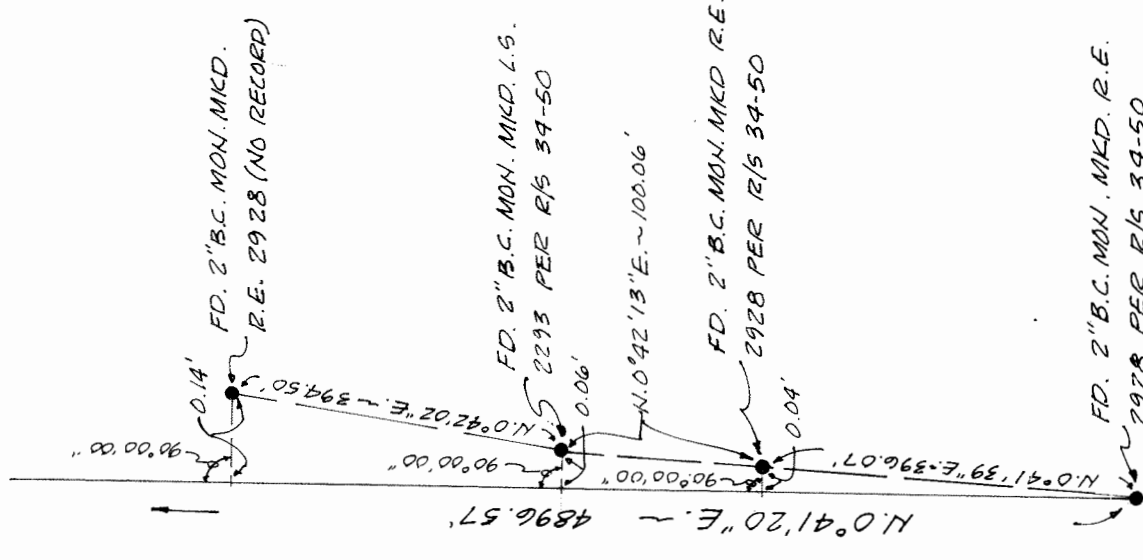 FD. 2" B.C. MON. MKD.
R.E. 2928 (NO RECORD)
0.14'
90°00'00"
N.0°42'02"E. ~ 394.50'
FD. 2" B.C. MON. MKD. L.S.
2293 PER R/S 34-50
0.06'
90°00'00"
N.0°42'13"E. ~ 100.06'
FD. 2" B.C. MON. MKD R.E.
2928 PER R/S 34-50
0.04'
90°00'00"
N.0°41'39"E. ~ 396.07'
FD. 2" B.C. MON. MKD. R.E.
2928 PER R/S 34-50
N.0°41'20"E. ~ 4896.57'